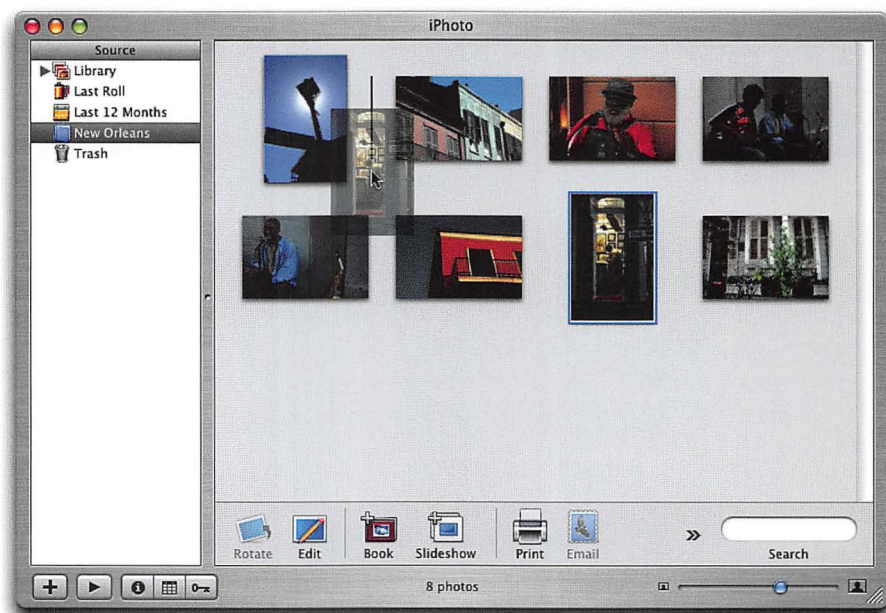 iPhoto
Source
Library
Last Roll
Last 12 Months
New Orleans
Trash
Rotate
Edit
Book
Slideshow
Print
Email
»
Search
8 photos